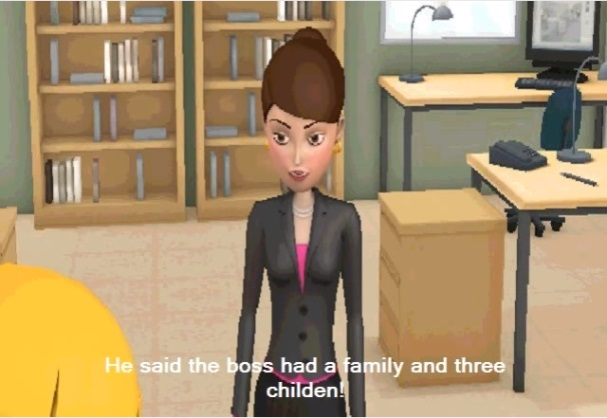 He said the boss had a family and three
childen!